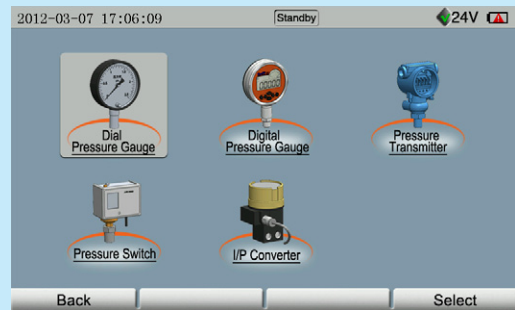 2012-03-07 17:06:09
Standby
24V
Dial
Pressure Gauge
Digital
Pressure Gauge
Pressure
Transmitter
Pressure Switch
I/P Converter
Back
Select